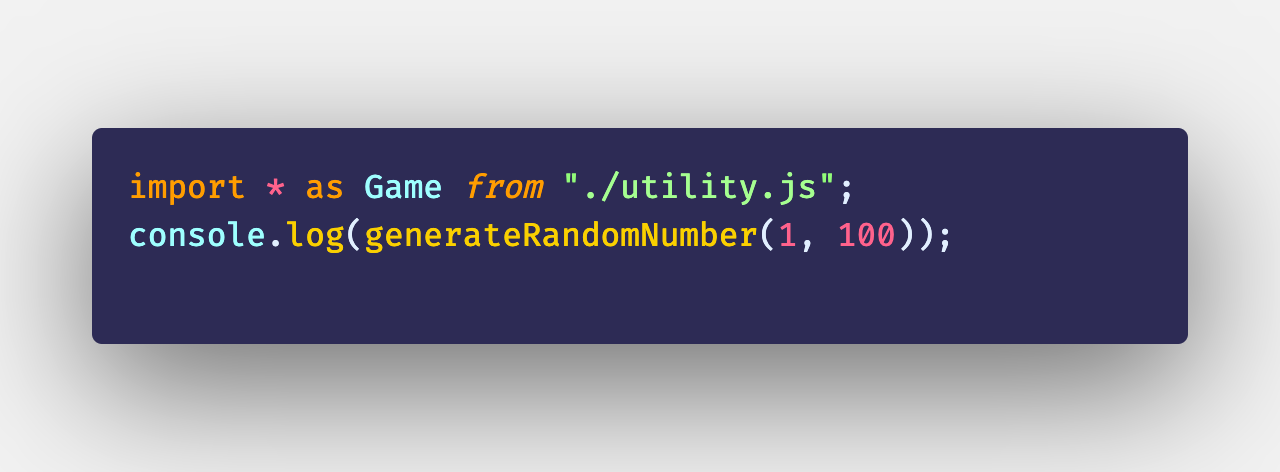 import * as Game from "./utility.js";
console.log(generateRandomNumber(1, 100));